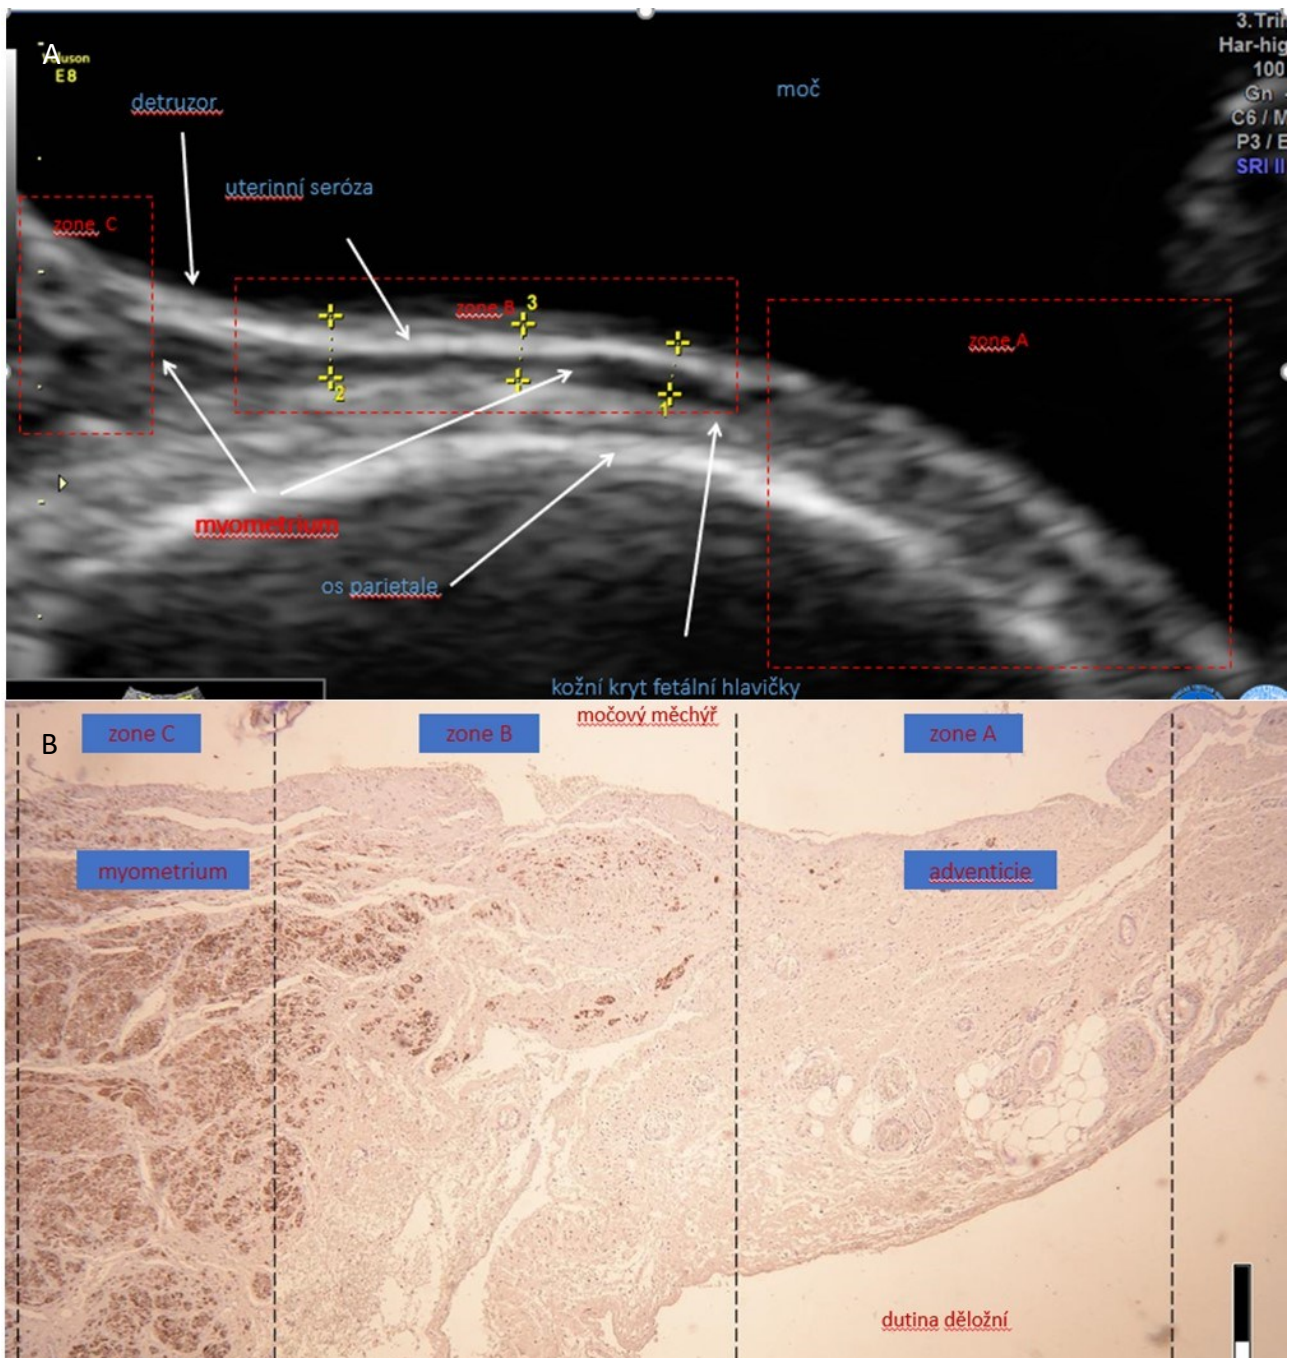 A
E8
3.Tri
Har-hig
100
Gn
C6 / M
P3 / E
SRI II
detruzor
moč
uterinní seróza
zone C
zone B
3
zone A
2
1
myometrium
os parietale
kožní kryt fetální hlavičky
močový měchýř
B
zone C
zone B
zone A
myometrium
adventicie
dutina děložní